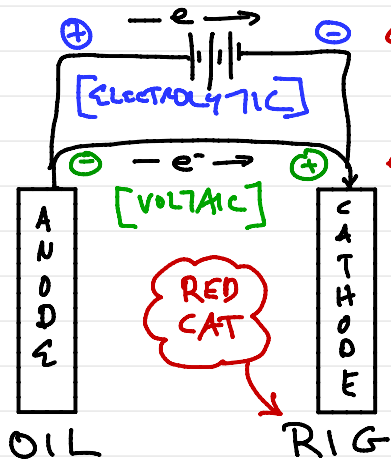 — e →
+ −
[ELECTROLYTIC]
− — e⁻ → +
[VOLTAIC]
ANODE
CATHODE
RED
CAT
OIL RIG